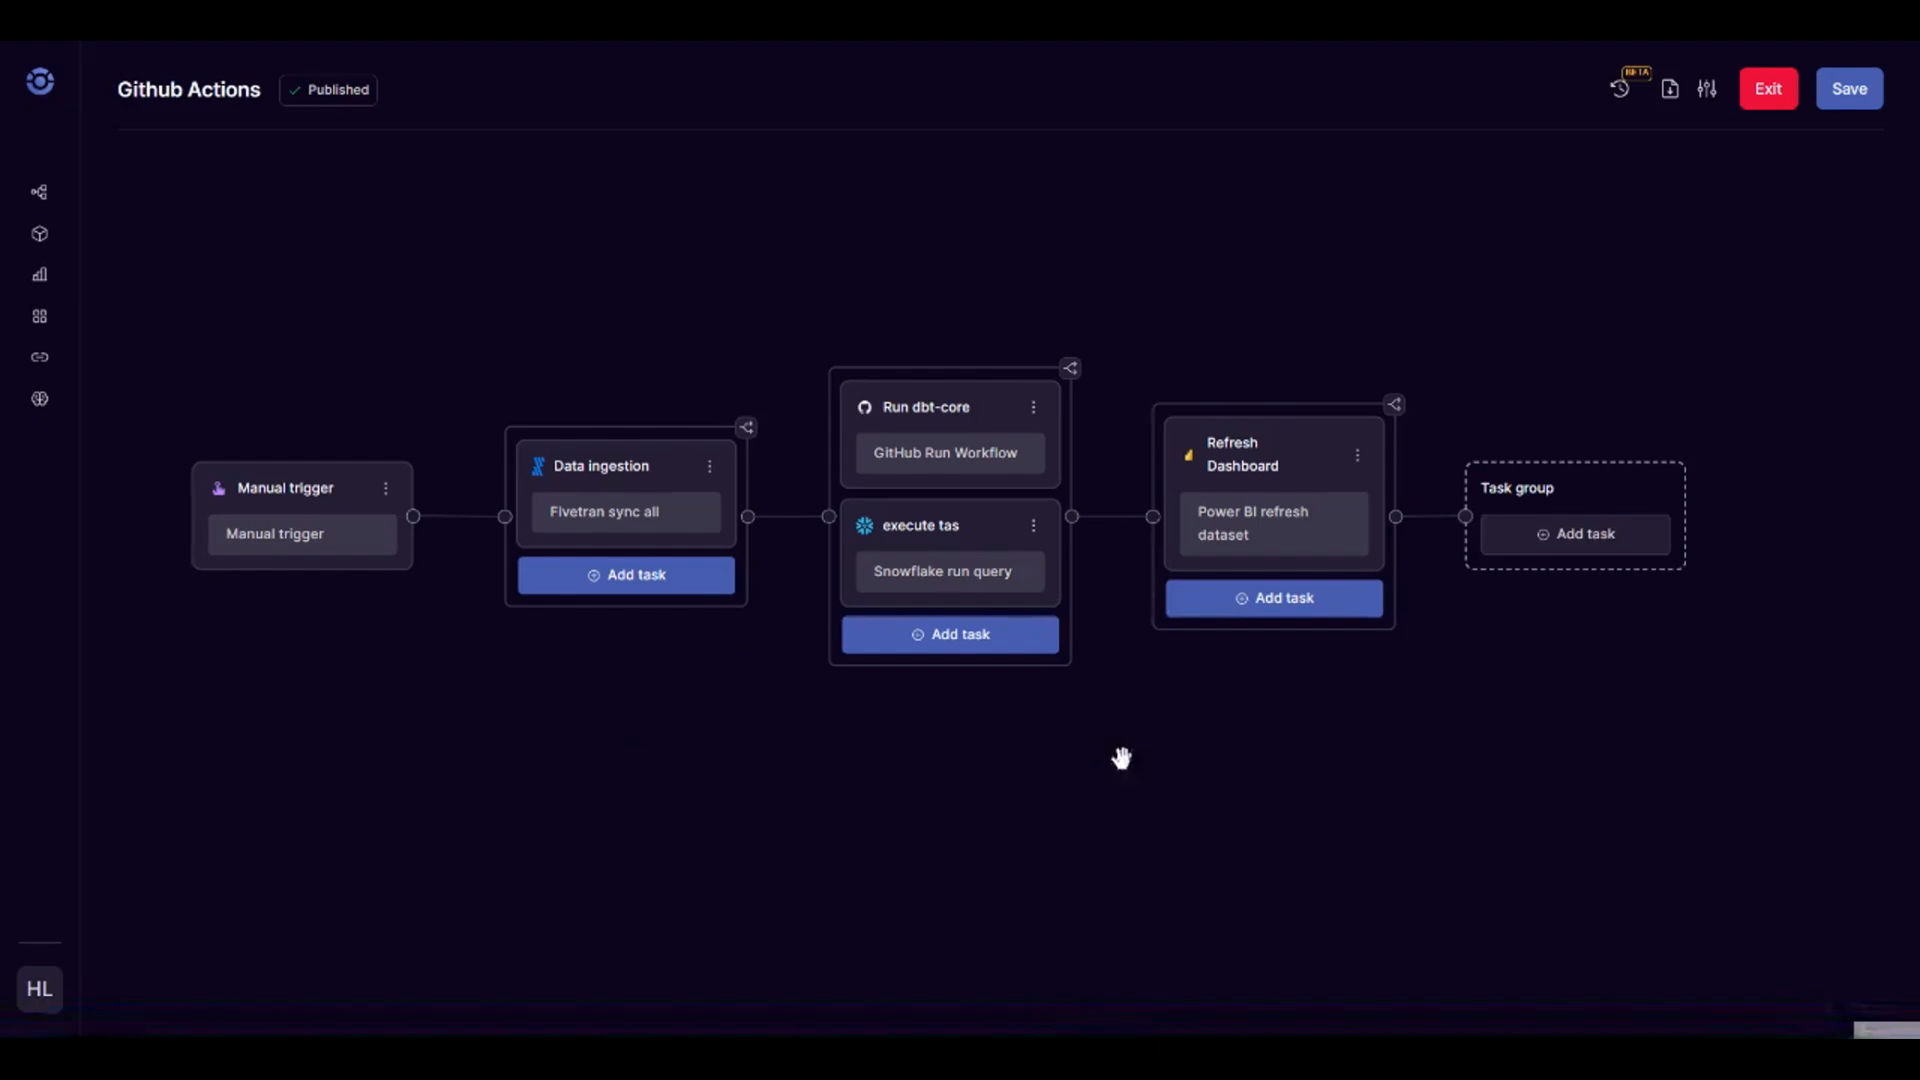 Github Actions
Published
BETA
Exit
Save
Manual trigger
Manual trigger
Data ingestion
Fivetran sync all
Add task
Run dbt-core
GitHub Run Workflow
execute tas
Snowflake run query
Add task
Refresh
Dashboard
Power BI refresh
dataset
Add task
Task group
Add task
HL